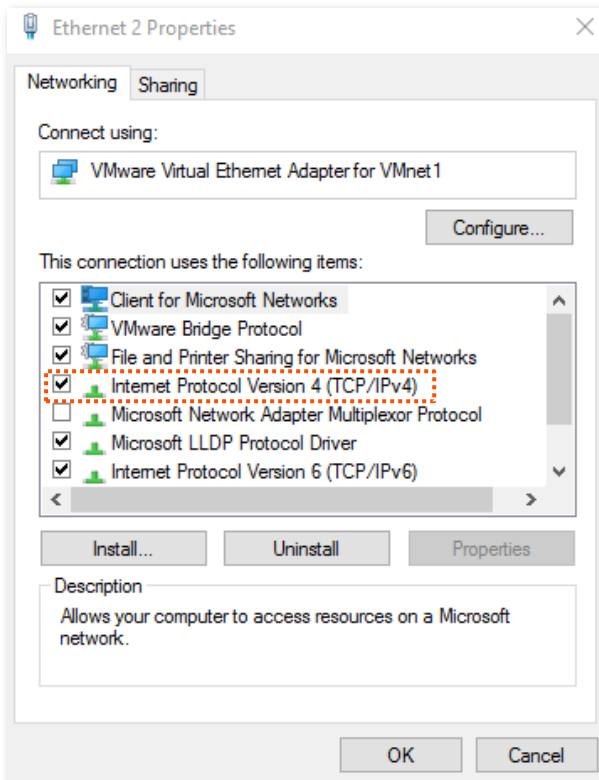 Ethernet 2 Properties
Networking
Sharing
Connect using:
VMware Virtual Ethernet Adapter for VMnet1
Configure...
This connection uses the following items:
Client for Microsoft Networks
VMware Bridge Protocol
File and Printer Sharing for Microsoft Networks
Internet Protocol Version 4 (TCP/IPv4)
Microsoft Network Adapter Multiplexor Protocol
Microsoft LLDP Protocol Driver
Internet Protocol Version 6 (TCP/IPv6)
Install...
Uninstall
Properties
Description
Allows your computer to access resources on a Microsoft
network.
OK
Cancel